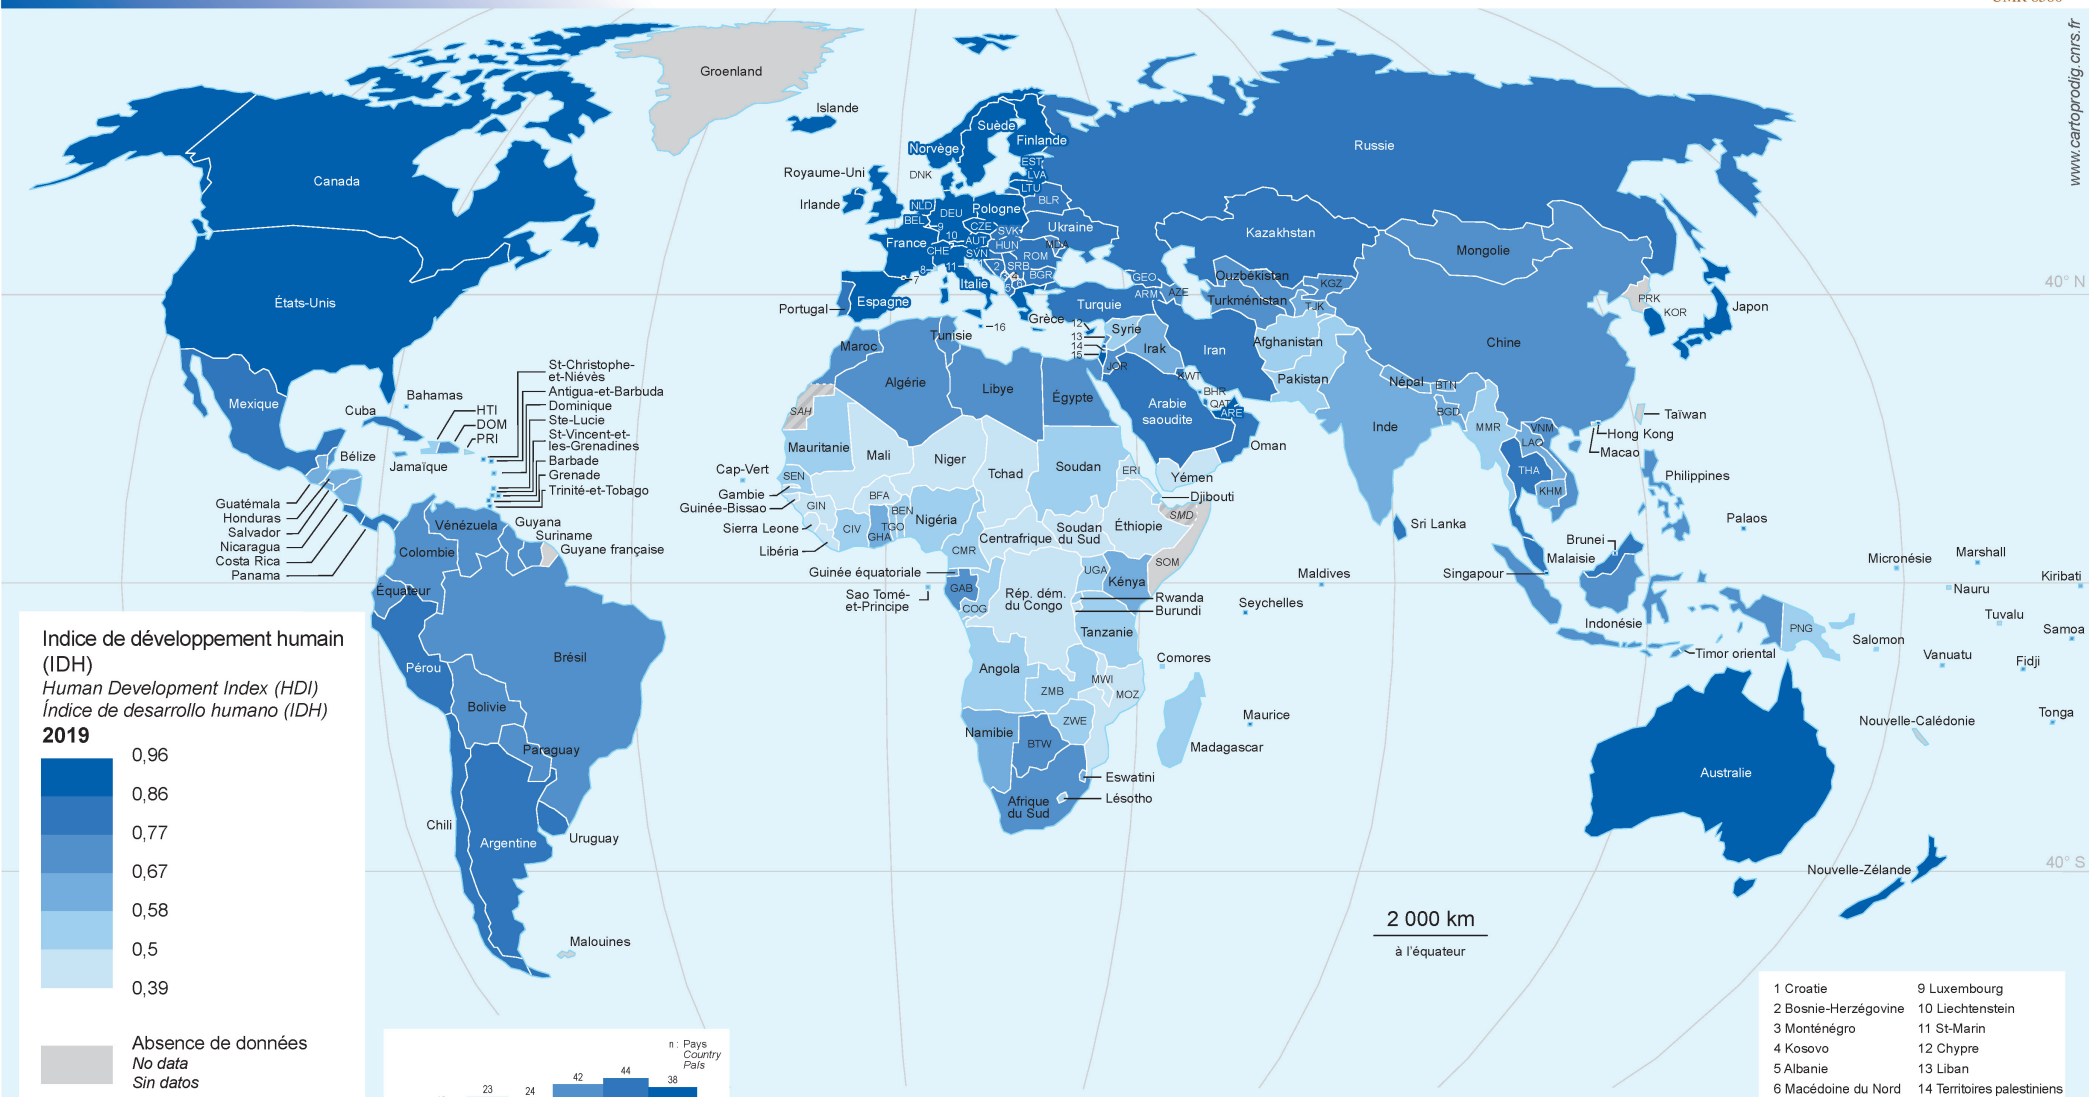 www.cartoprodig.cnrs.fr
Groenland
Islande
Suède
Finlande
Norvège
Russie
EST
LVA
LTU
DNK
Royaume-Uni
Irlande
Canada
BLR
NLD
DEU
Pologne
BEL
9
CZE
Ukraine
10
SVK
France
AUT
HUN
MDA
CHE
SVN
ROM
Kazakhstan
Mongolie
8
11
2
SRB
BGR
7
Italie
GEO
Ouzbékistan
KGZ
40° N
États-Unis
Espagne
ARM
AZE
Turkménistan
TJK
PRK
KOR
Japon
Portugal
Turquie
Grèce
12
16
Tunisie
Syrie
13
14
15
Maroc
Irak
Iran
Afghanistan
Chine
JOR
Algérie
Libye
Égypte
KWT
BHR
QAT
ARE
Pakistan
Népal
BTN
BGD
St-Christophe-
et-Niévès
Antigua-et-Barbuda
Dominique
Ste-Lucie
St-Vincent-et-
les-Grenadines
Barbade
Grenade
Trinité-et-Tobago
Mexique
Bahamas
Cuba
HTI
DOM
PRI
Bélize
Jamaïque
SAH
Arabie
saoudite
Oman
Inde
MMR
VNM
LAO
THA
KHM
Taïwan
Hong Kong
Macao
Philippines
Mauritanie
Mali
Niger
Tchad
Soudan
ERI
Yémen
Djibouti
Cap-Vert
SEN
Gambie
Guinée-Bissao
GIN
BFA
BEN
Nigéria
Sierra Leone
CIV
TGO
GHA
Libéria
Centrafrique
Soudan
du Sud
Éthiopie
SMD
SOM
CMR
Guatémala
Honduras
Salvador
Nicaragua
Costa Rica
Panama
Vénézuela
Guyana
Suriname
Guyane française
Colombie
Équateur
Guinée équatoriale
Sao Tomé-
et-Principe
GAB
COG
Rép. dém.
du Congo
UGA
Kénya
Rwanda
Burundi
Tanzanie
Sri Lanka
Maldives
Seychelles
Brunei
Malaisie
Singapour
Indonésie
Timor oriental
PNG
Palaos
Micronésie
Marshall
Kiribati
Nauru
Tuvalu
Samoa
Salomon
Vanuatu
Fidji
Tonga
Nouvelle-Calédonie
Pérou
Brésil
Bolivie
Paraguay
Chili
Argentine
Uruguay
Malouines
Angola
ZMB
MWI
MOZ
Comores
ZWE
Namibie
BTW
Maurice
Madagascar
Eswatini
Lésotho
Afrique
du Sud
Australie
Nouvelle-Zélande
40° S
Indice de développement humain
(IDH)
Human Development Index (HDI)
Índice de desarrollo humano (IDH)
2019
0,96
0,86
0,77
0,67
0,58
0,5
0,39
Absence de données
No data
Sin datos
n : Pays
Country
País
23
24
42
44
38
2 000 km
à l'équateur
1 Croatie
2 Bosnie-Herzégovine
3 Monténégro
4 Kosovo
5 Albanie
6 Macédoine du Nord
9 Luxembourg
10 Liechtenstein
11 St-Marin
12 Chypre
13 Liban
14 Territoires palestiniens